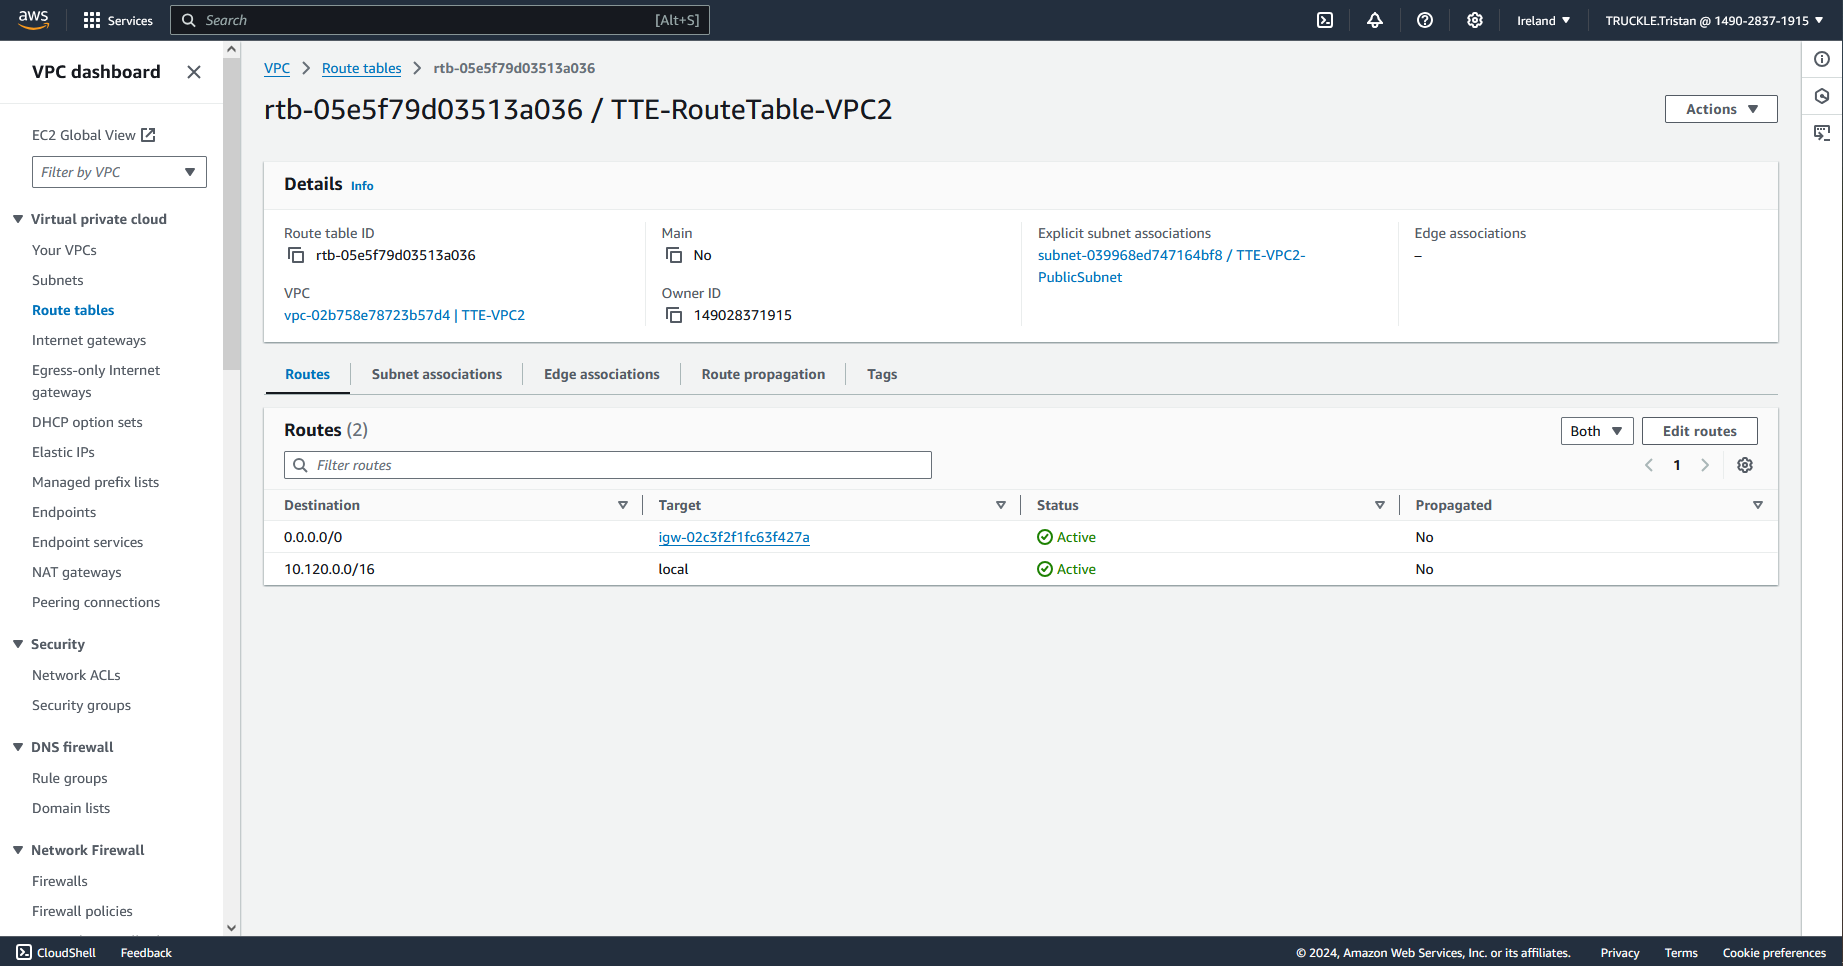 aws
Services
Search
[Alt+S]
Ireland
TRUCKLE.Tristan @ 1490-2837-1915
VPC dashboard
EC2 Global View
Filter by VPC
Virtual private cloud
Your VPCs
Subnets
Route tables
Internet gateways
Egress-only Internet
gateways
DHCP option sets
Elastic IPs
Managed prefix lists
Endpoints
Endpoint services
NAT gateways
Peering connections
Security
Network ACLs
Security groups
DNS firewall
Rule groups
Domain lists
Network Firewall
Firewalls
Firewall policies
VPC > Route tables > rtb-05e5f79d03513a036
rtb-05e5f79d03513a036 / TTE-RouteTable-VPC2
Actions
Details Info
Route table ID
rtb-05e5f79d03513a036
VPC
vpc-02b758e78723b57d4 | TTE-VPC2
Main
No
Owner ID
149028371915
Explicit subnet associations
subnet-039968ed747164bf8 / TTE-VPC2-
PublicSubnet
Edge associations
–
Routes
Subnet associations
Edge associations
Route propagation
Tags
Routes (2)
Both
Edit routes
Filter routes
1
Destination Target Status Propagated
0.0.0.0/0 igw-02c3f2f1fc63f427a Active No
10.120.0.0/16 local Active No
CloudShell
Feedback
© 2024, Amazon Web Services, Inc. or its affiliates.
Privacy
Terms
Cookie preferences